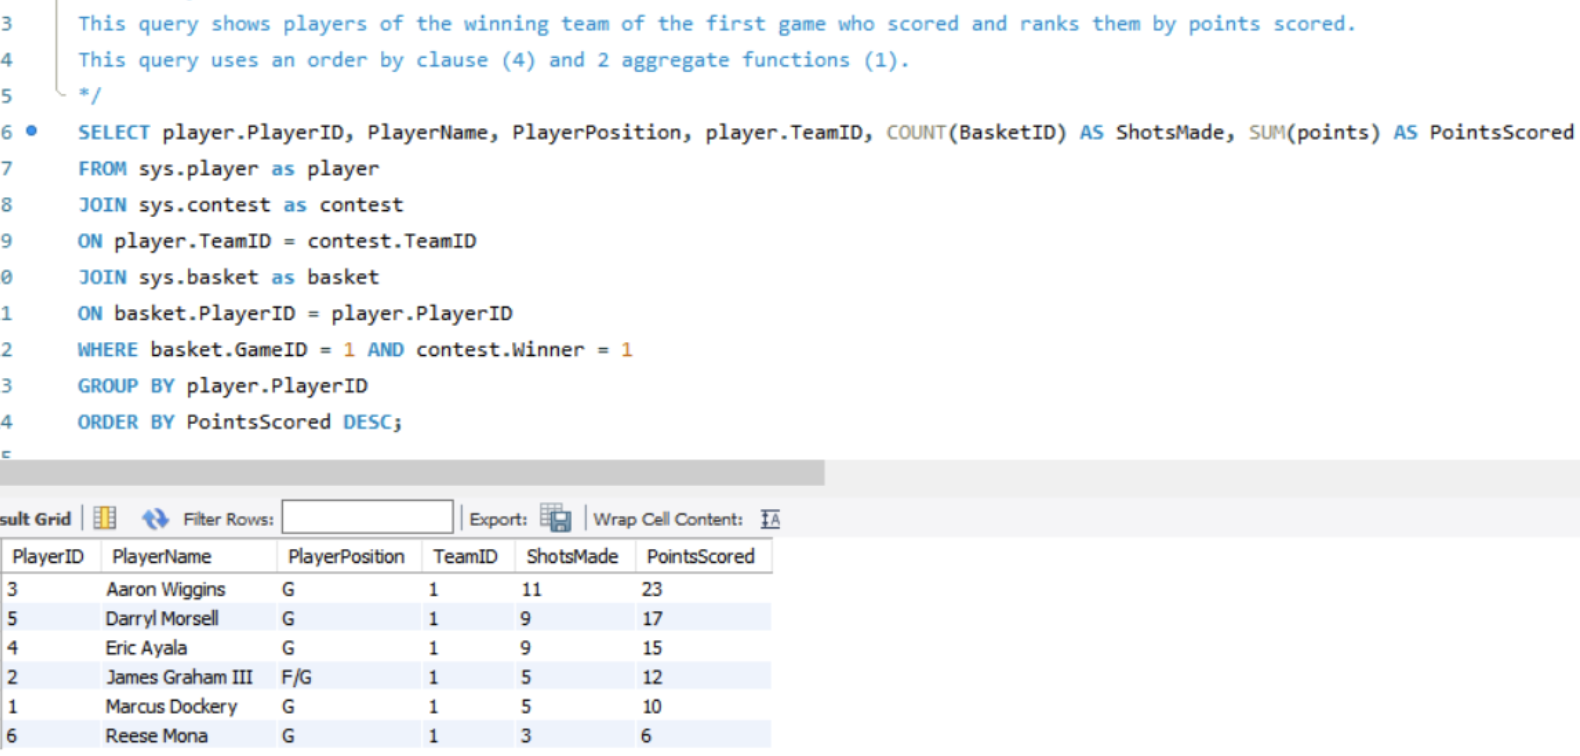 3 This query shows players of the winning team of the first game who scored and ranks them by points scored.
4 This query uses an order by clause (4) and 2 aggregate functions (1).
5 */
6 SELECT player.PlayerID, PlayerName, PlayerPosition, player.TeamID, COUNT(BasketID) AS ShotsMade, SUM(points) AS PointsScored
7 FROM sys.player as player
8 JOIN sys.contest as contest
9 ON player.TeamID = contest.TeamID
0 JOIN sys.basket as basket
1 ON basket.PlayerID = player.PlayerID
2 WHERE basket.GameID = 1 AND contest.Winner = 1
3 GROUP BY player.PlayerID
4 ORDER BY PointsScored DESC;
sult Grid Filter Rows: Export: Wrap Cell Content: IA
PlayerID PlayerName PlayerPosition TeamID ShotsMade PointsScored
3 Aaron Wiggins G 1 11 23
5 Darryl Morsell G 1 9 17
4 Eric Ayala G 1 9 15
2 James Graham III F/G 1 5 12
1 Marcus Dockery G 1 5 10
6 Reese Mona G 1 3 6